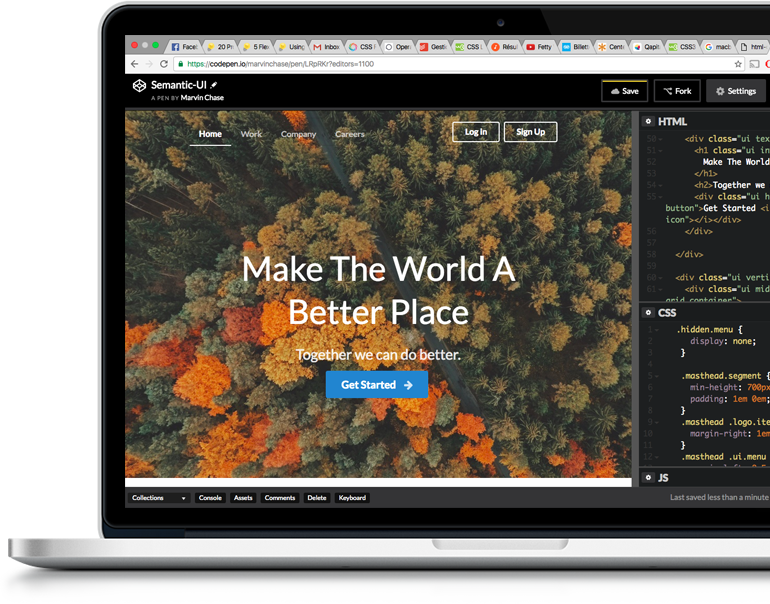 Facel
20 Pr
5 Flex
Using
Inbox
CSS I
Open
Gesti
CSS L
Résu
Fetty
Billett
Cente
Qapit
CSS3
macb
html-
https://codepen.io/marvinchase/pen/LRpRKr?editors=1100
Semantic-UI
A PEN BY Marvin Chase
Save
Fork
Settings
Home
Work
Company
Careers
Log In
Sign Up
Make The World A
Better Place
Together we can do better.
Get Started
HTML
50
<div class="ui tex
51
<h1 class="ui in
52
Make The World
53
</h1>
54
<h2>Together we
55
<div class="ui h
button">Get Started <i
icon"></i></div>
56
</div>
57
58
</div>
59
60
<div class="ui verti
61
<div class="ui mid
grid container">
CSS
1
.hidden.menu {
2
display: none;
3
}
4
5
.masthead.segment {
6
min-height: 700px
7
padding: 1em 0em;
8
}
9
.masthead .logo.ite
10
margin-right: 1em
11
}
12
.masthead .ui.menu
JS
Collections
Console
Assets
Comments
Delete
Keyboard
Last saved less than a minute